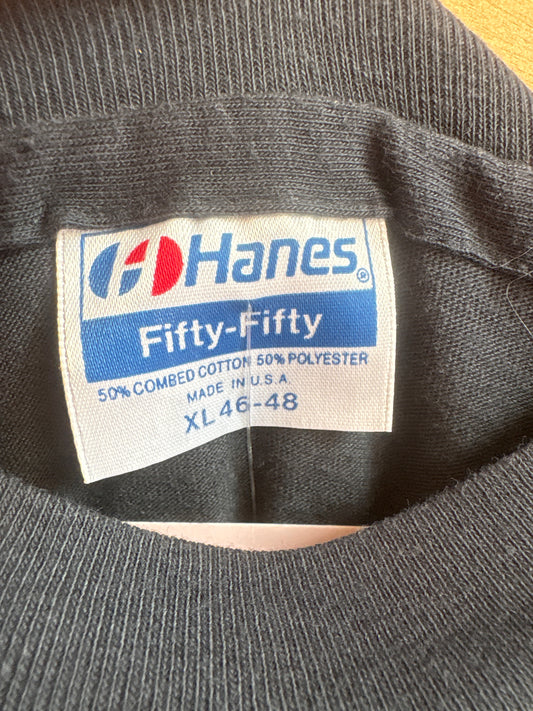 Hanes®
Fifty-Fifty
50% COMBED COTTON 50% POLYESTER
MADE IN U.S.A
XL 46-48